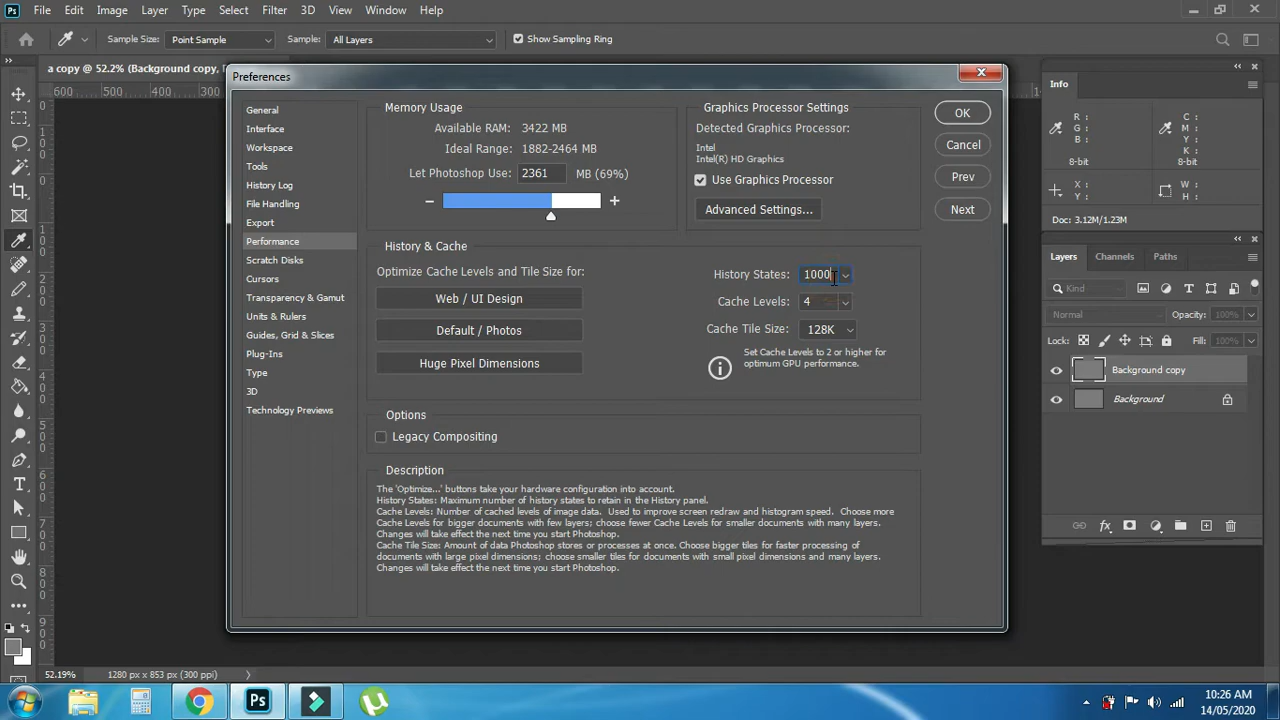 Ps File Edit Image Layer Type Select Filter 3D View Window Help
Sample Size: Point Sample Sample: All Layers Show Sampling Ring
a copy @ 52.2% (Background copy,
600 500 400 300
Preferences
General
Interface
Workspace
Tools
History Log
File Handling
Export
Performance
Scratch Disks
Cursors
Transparency & Gamut
Units & Rulers
Guides, Grid & Slices
Plug-Ins
Type
3D
Technology Previews
Memory Usage
Available RAM: 3422 MB
Ideal Range: 1882-2464 MB
Let Photoshop Use: 2361 MB (69%)
− +
Graphics Processor Settings
Detected Graphics Processor:
Intel
Intel(R) HD Graphics
Use Graphics Processor
Advanced Settings...
OK
Cancel
Prev
Next
History & Cache
Optimize Cache Levels and Tile Size for:
Web / UI Design
Default / Photos
Huge Pixel Dimensions
History States: 1000
Cache Levels: 4
Cache Tile Size: 128K
Set Cache Levels to 2 or higher for
optimum GPU performance.
Options
Legacy Compositing
Description
The 'Optimize...' buttons take your hardware configuration into account.
History States: Maximum number of history states to retain in the History panel.
Cache Levels: Number of cached levels of image data.  Used to improve screen redraw and histogram speed.  Choose more
Cache Levels for bigger documents with few layers; choose fewer Cache Levels for smaller documents with many layers.
Changes will take effect the next time you start Photoshop.
Cache Tile Size: Amount of data Photoshop stores or processes at once. Choose bigger tiles for faster processing of
documents with large pixel dimensions; choose smaller tiles for documents with small pixel dimensions and many layers.
Changes will take effect the next time you start Photoshop.
Info
R : C :
G : M :
B : Y :
K :
8-bit 8-bit
X : W :
Y : H :
Doc: 3.12M/1.23M
Layers Channels Paths
Kind
Normal Opacity: 100%
Lock: Fill: 100%
Background copy
Background
52.19% 1280 px x 853 px (300 ppi)
Ps
10:26 AM
14/05/2020